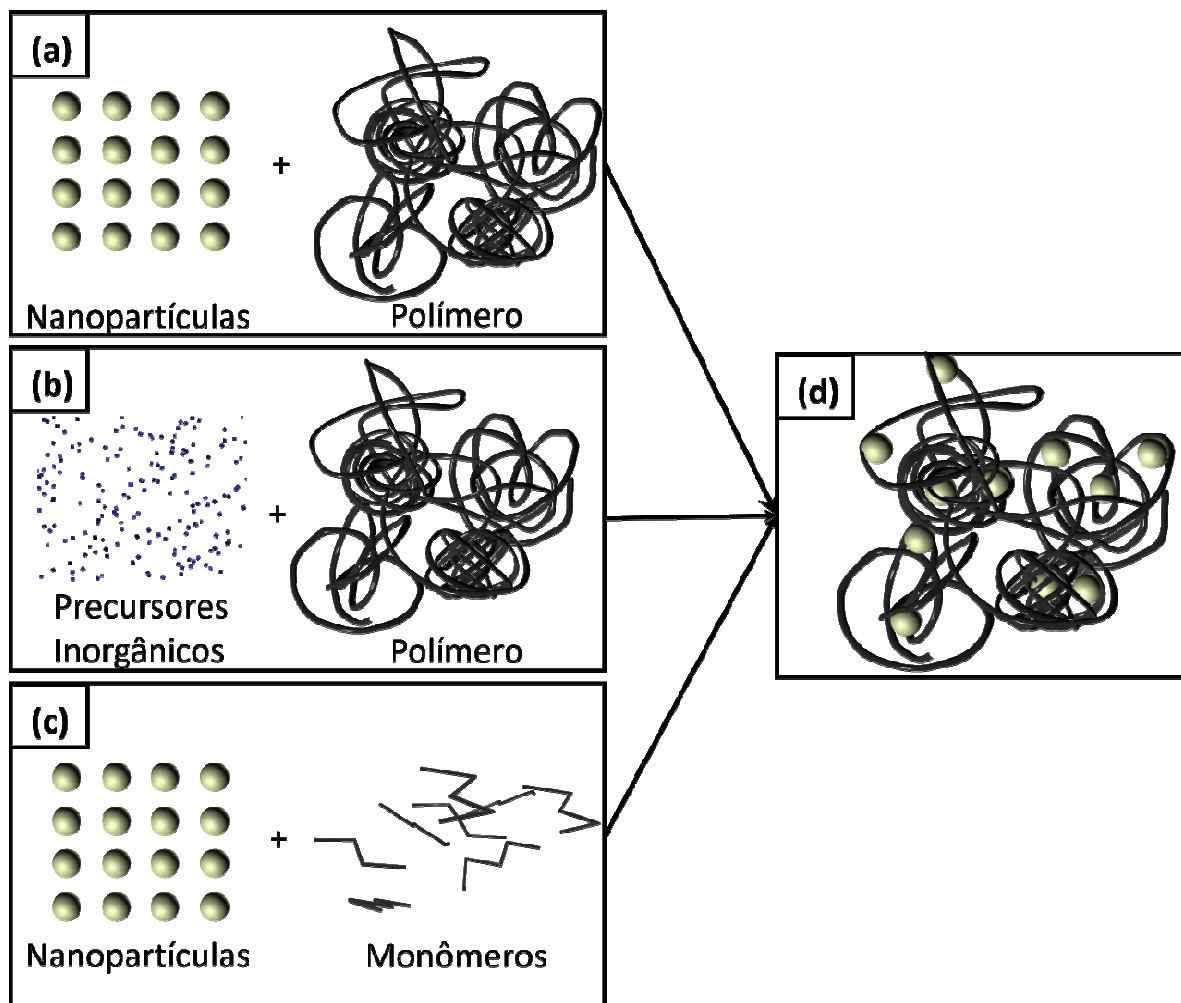 (a)
+
Nanopartículas
Polímero
(b)
+
Precursores
Inorgânicos
Polímero
(c)
+
Nanopartículas
Monômeros
(d)